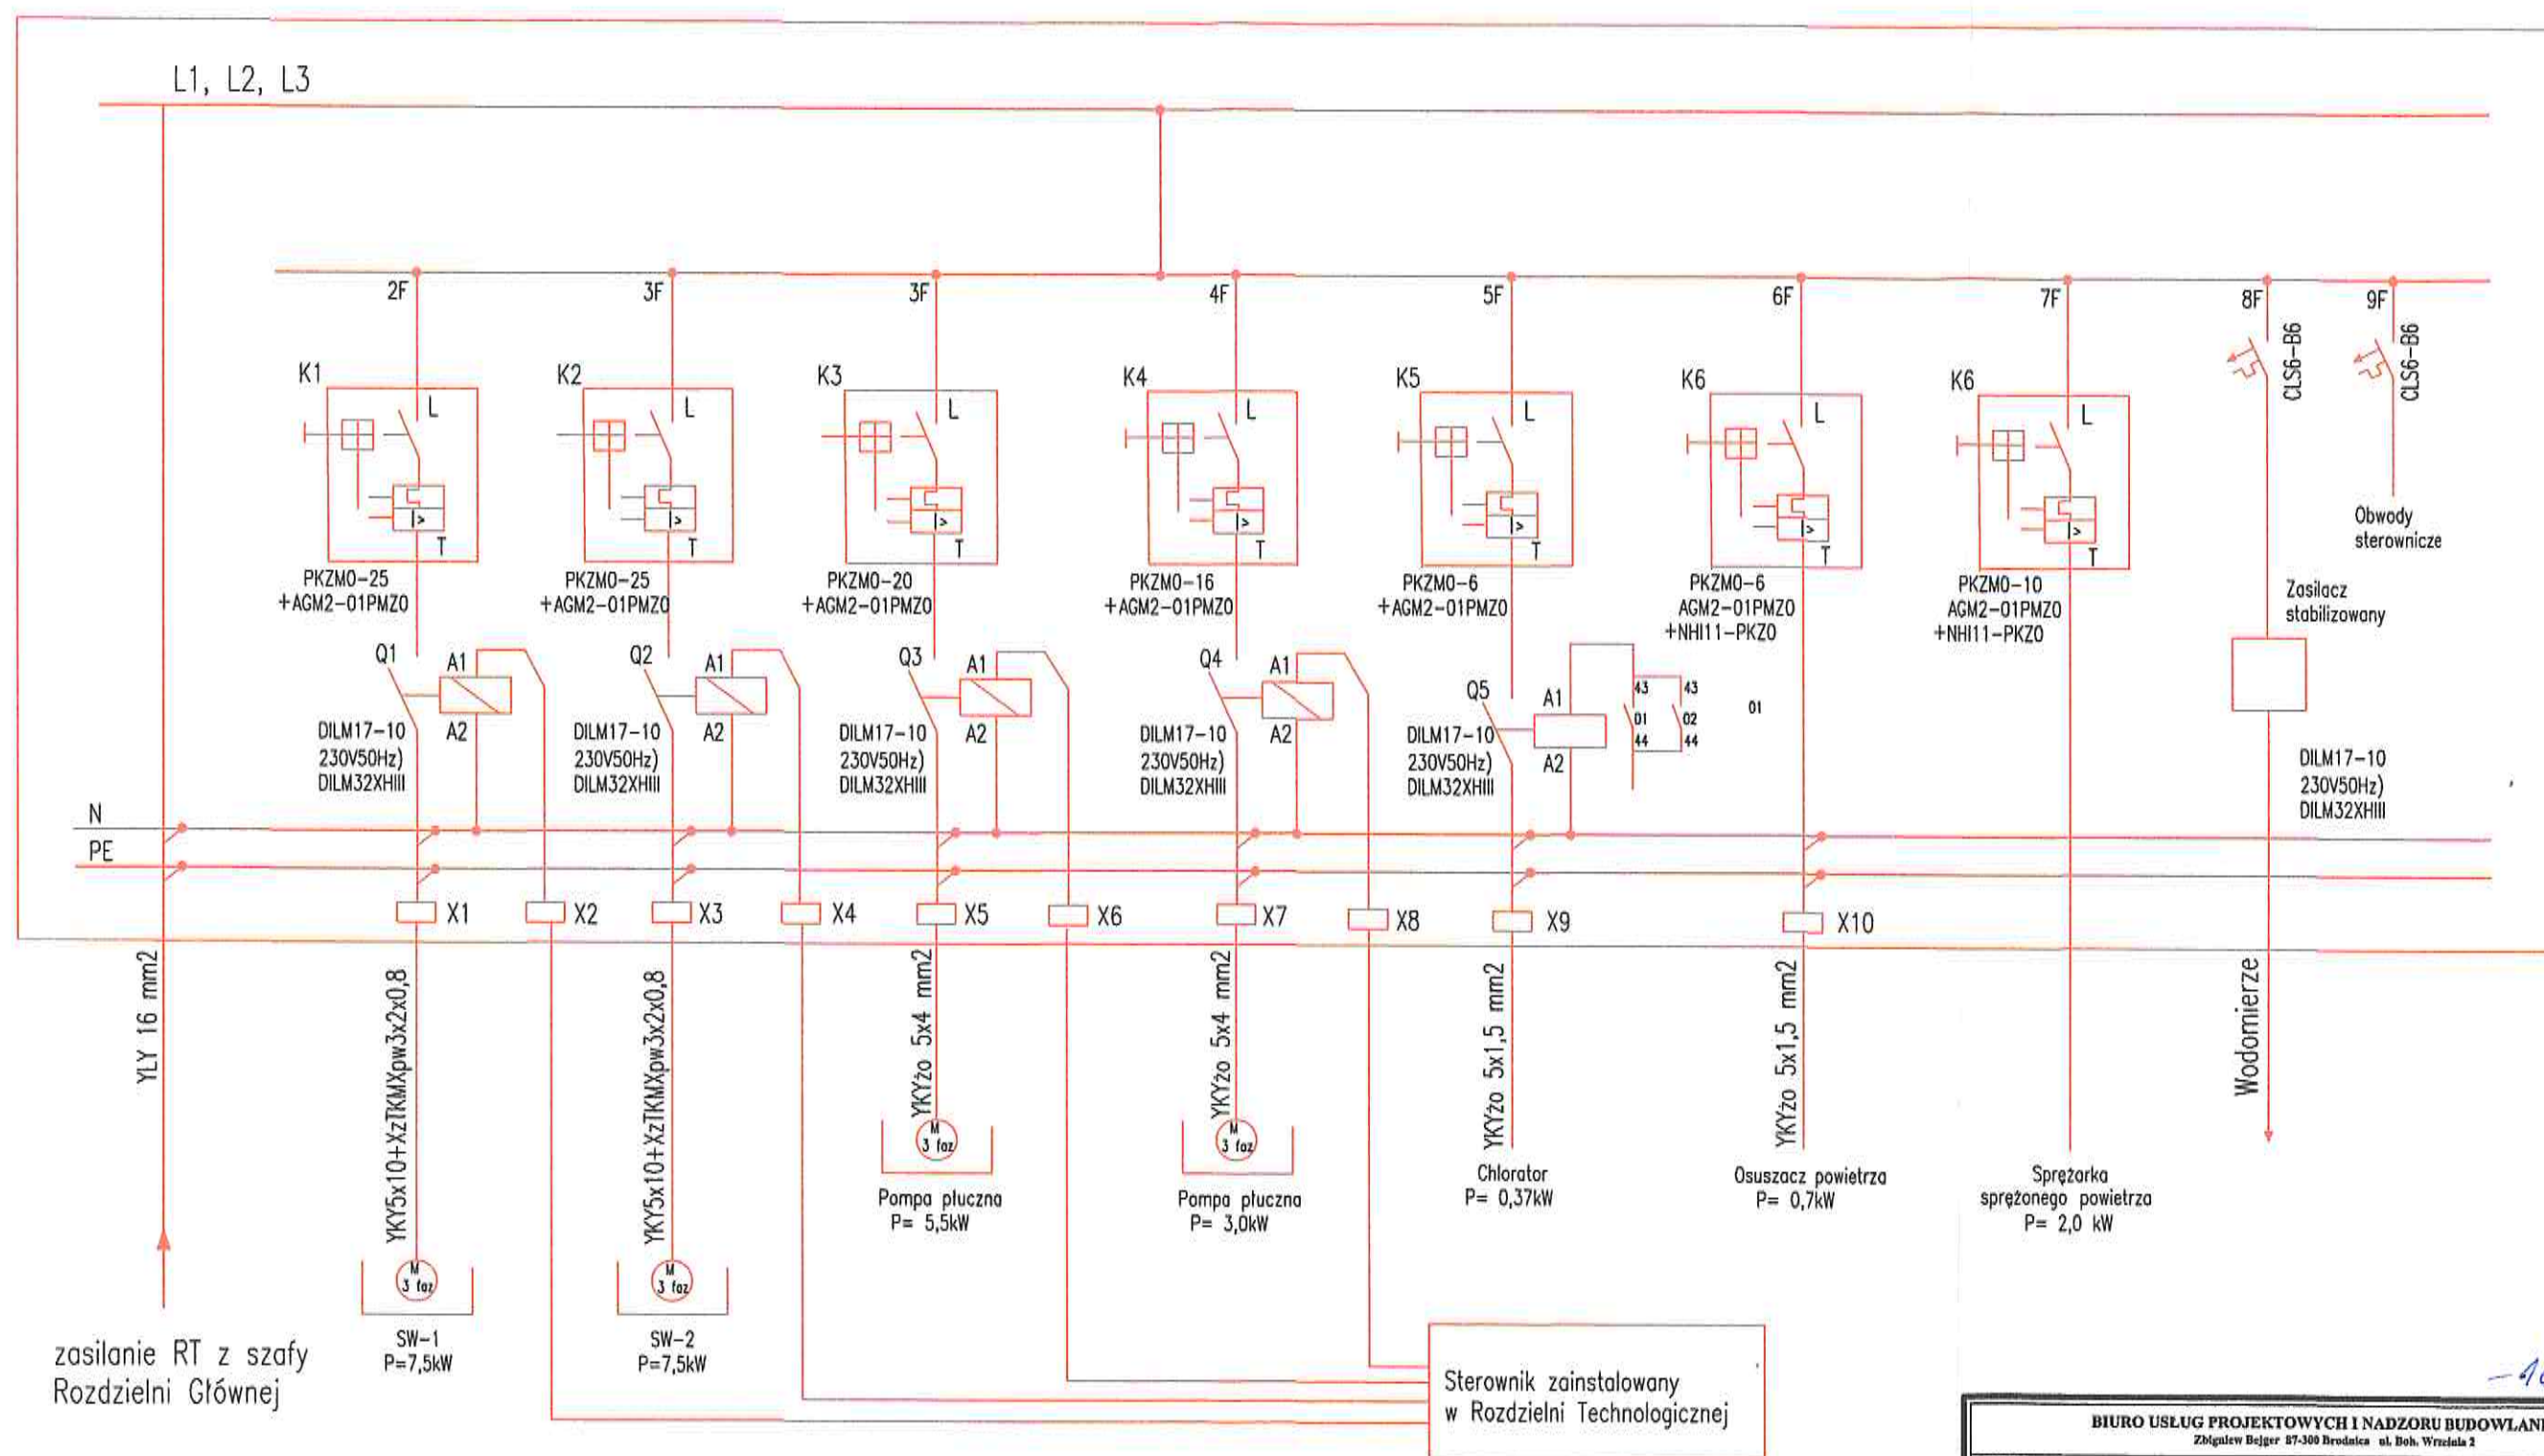 L1, L2, L3
2F
3F
3F
4F
5F
6F
7F
8F
9F
CLS6-B6
CLS6-B6
K1
K2
K3
K4
K5
K6
K6
L
L
L
L
L
L
L
I>
I>
I>
I>
I>
I>
I>
T
T
T
T
T
T
T
Obwody
sterownicze
PKZM0-25
+AGM2-01PMZ0
PKZM0-25
+AGM2-01PMZ0
PKZM0-20
+AGM2-01PMZ0
PKZM0-16
+AGM2-01PMZ0
PKZM0-6
+AGM2-01PMZ0
PKZM0-6
AGM2-01PMZ0
+NHI11-PKZ0
PKZM0-10
AGM2-01PMZ0
+NHI11-PKZ0
Zasilacz
stabilizowany
Q1
A1
A2
DILM17-10
230V50Hz)
DILM32XHIII
Q2
A1
A2
DILM17-10
230V50Hz)
DILM32XHIII
Q3
A1
A2
DILM17-10
230V50Hz)
DILM32XHIII
Q4
A1
A2
DILM17-10
230V50Hz)
DILM32XHIII
Q5
A1
A2
DILM17-10
230V50Hz)
DILM32XHIII
43
43
01
02
44
44
01
DILM17-10
230V50Hz)
DILM32XHIII
N
PE
X1
X2
X3
X4
X5
X6
X7
X8
X9
X10
YLY 16 mm2
YKY5x10+XzTKMXpw3x2x0,8
YKY5x10+XzTKMXpw3x2x0,8
YKYżo 5x4 mm2
YKYżo 5x4 mm2
YKYżo 5x1,5 mm2
YKYżo 5x1,5 mm2
Wodomierze
M
3 faz
Pompa płuczna
P= 5,5kW
M
3 faz
Pompa płuczna
P= 3,0kW
Chlorator
P= 0,37kW
Osuszacz powietrza
P= 0,7kW
Sprężarka
sprężonego powietrza
P= 2,0 kW
M
3 faz
SW-1
P=7,5kW
M
3 faz
SW-2
P=7,5kW
zasilanie RT z szafy
Rozdzielni Głównej
Sterownik zainstalowany
w Rozdzielni Technologicznej
BIURO USŁUG PROJEKTOWYCH I NADZORU BUDOWLAN
Zbigniew Bejger 87-300 Brodnica ul. Boh. Września 2